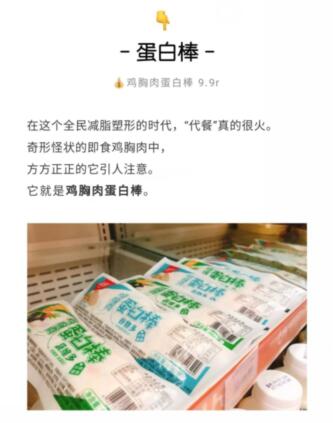 - 蛋白棒 -
鸡胸肉蛋白棒 9.9r
在这个全民减脂塑形的时代，“代餐”真的很火。
奇形怪状的即食鸡胸肉中，
方方正正的它引人注意。
它就是鸡胸肉蛋白棒。
蛋白棒
蛋白棒
蛋白棒